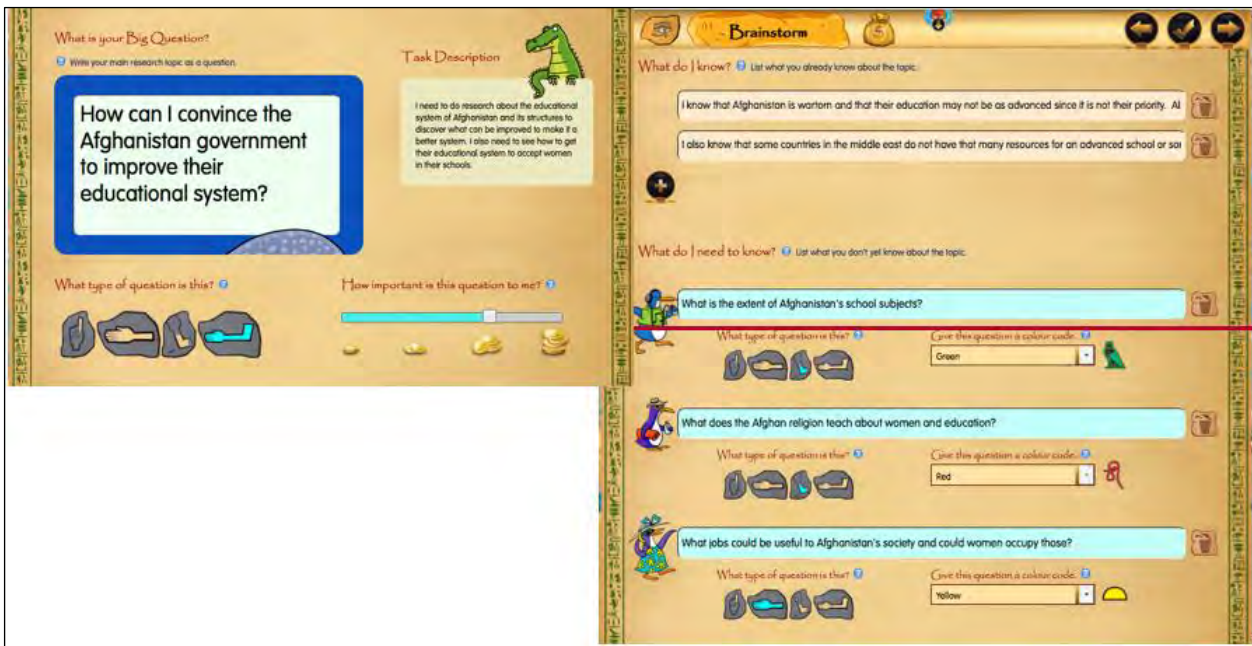 What is your Big Question?
Write your main research topic as a question.
How can I convince the
Afghanistan government
to improve their
educational system?
Task Description
I need to do research about the educational
system of Afghanistan and its structures to
discover what can be improved to make it a
better system. I also need to see how to get
their educational system to accept women
in their schools.
What type of question is this?
How important is this question to me?
Brainstorm
5
What do I know? List what you already know about the topic.
I know that Afghanistan is wartorn and that their education may not be as advanced since it is not their priority. Al
I also know that some countries in the middle east do not have that many resources for an advanced school or sor
What do I need to know? List what you don't yet know about the topic.
What is the extent of Afghanistan's school subjects?
What type of question is this?
Give this question a colour code.
Green
What does the Afghan religion teach about women and education?
What type of question is this?
Give this question a colour code.
Red
What jobs could be useful to Afghanistan's society and could women occupy those?
What type of question is this?
Give this question a colour code.
Yellow